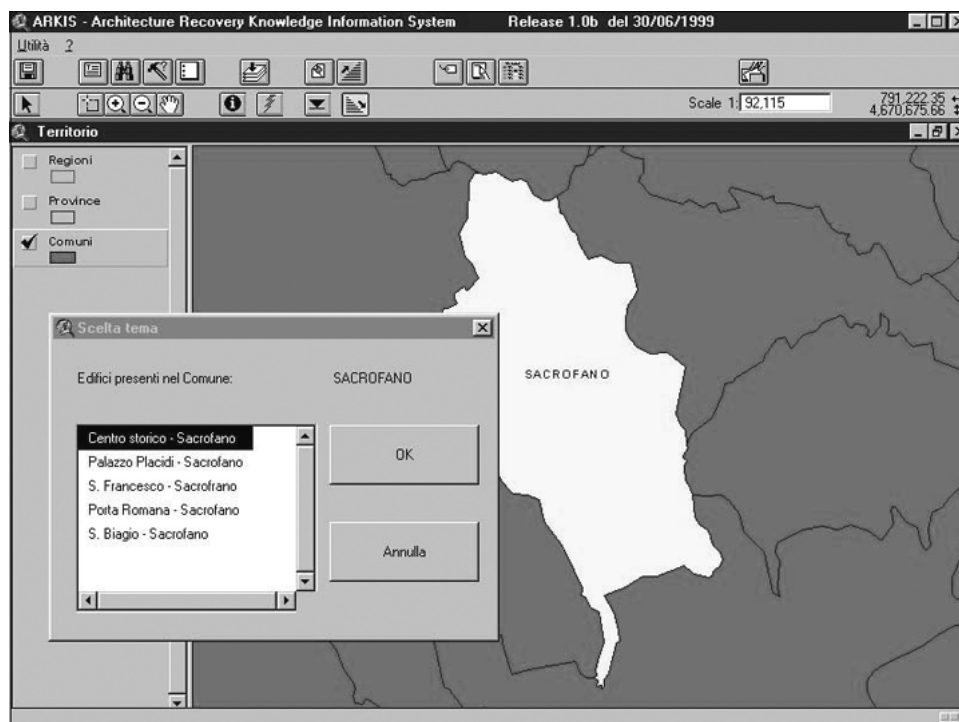 ARKIS - Architecture Recovery Knowledge Information System Release 1.0b del 30/06/1999
Utilità ?
Scale 1: 92,115
791,222.35
4,670,675.66
Territorio
Regioni
Province
Comuni
SACROFANO
Scelta tema
Edifici presenti nel Comune: SACROFANO
Centro storico - Sacrofano
Palazzo Placidi - Sacrofano
S. Francesco - Sacrofrano
Porta Romana - Sacrofano
S. Biagio - Sacrofano
OK
Annulla